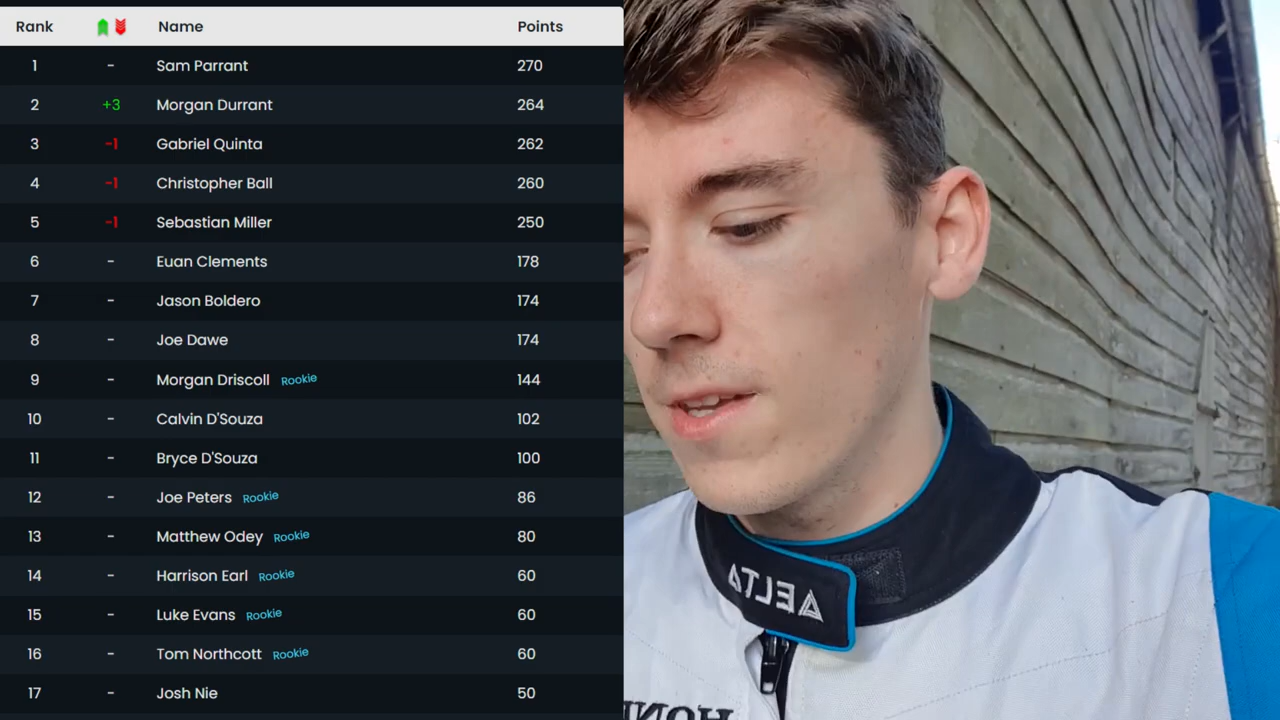 Rank Name Points
1 - Sam Parrant 270
2 +3 Morgan Durrant 264
3 -1 Gabriel Quinta 262
4 -1 Christopher Ball 260
5 -1 Sebastian Miller 250
6 - Euan Clements 178
7 - Jason Boldero 174
8 - Joe Dawe 174
9 - Morgan Driscoll Rookie 144
10 - Calvin D'Souza 102
11 - Bryce D'Souza 100
12 - Joe Peters Rookie 86
13 - Matthew Odey Rookie 80
14 - Harrison Earl Rookie 60
15 - Luke Evans Rookie 60
16 - Tom Northcott Rookie 60
17 - Josh Nie 50
DELTA